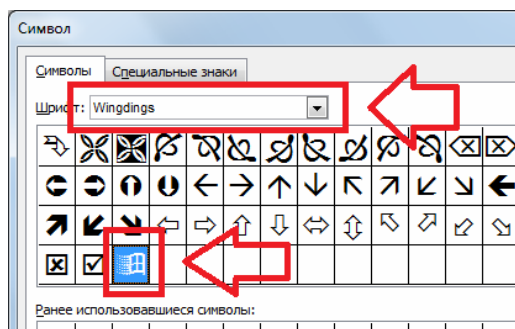 Символ
Символы Специальные знаки
Шрифт: Wingdings
Ранее использовавшиеся символы: